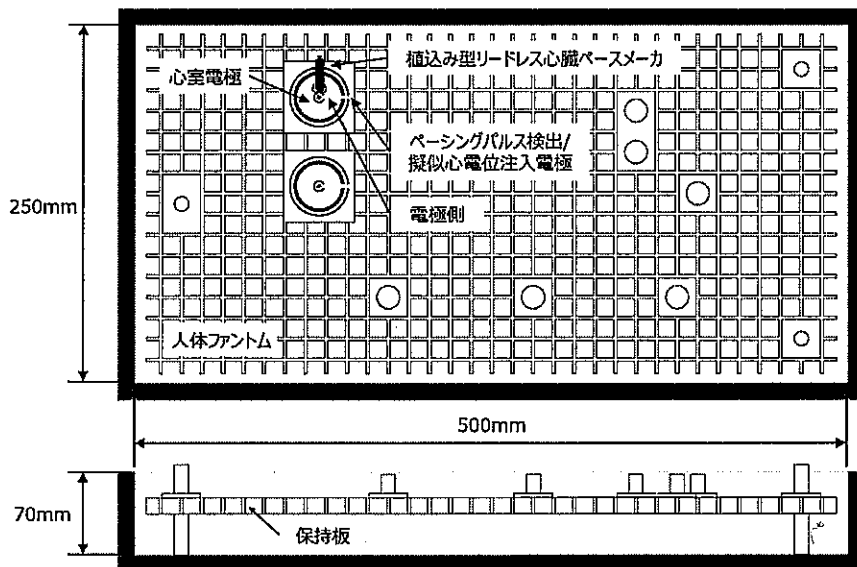 植込み型リードレス心臓ペースメーカ
心室電極
ペーシングパルス検出/
擬似心電位注入電極
250mm
電極側
人体ファントム
500mm
70mm
保持板